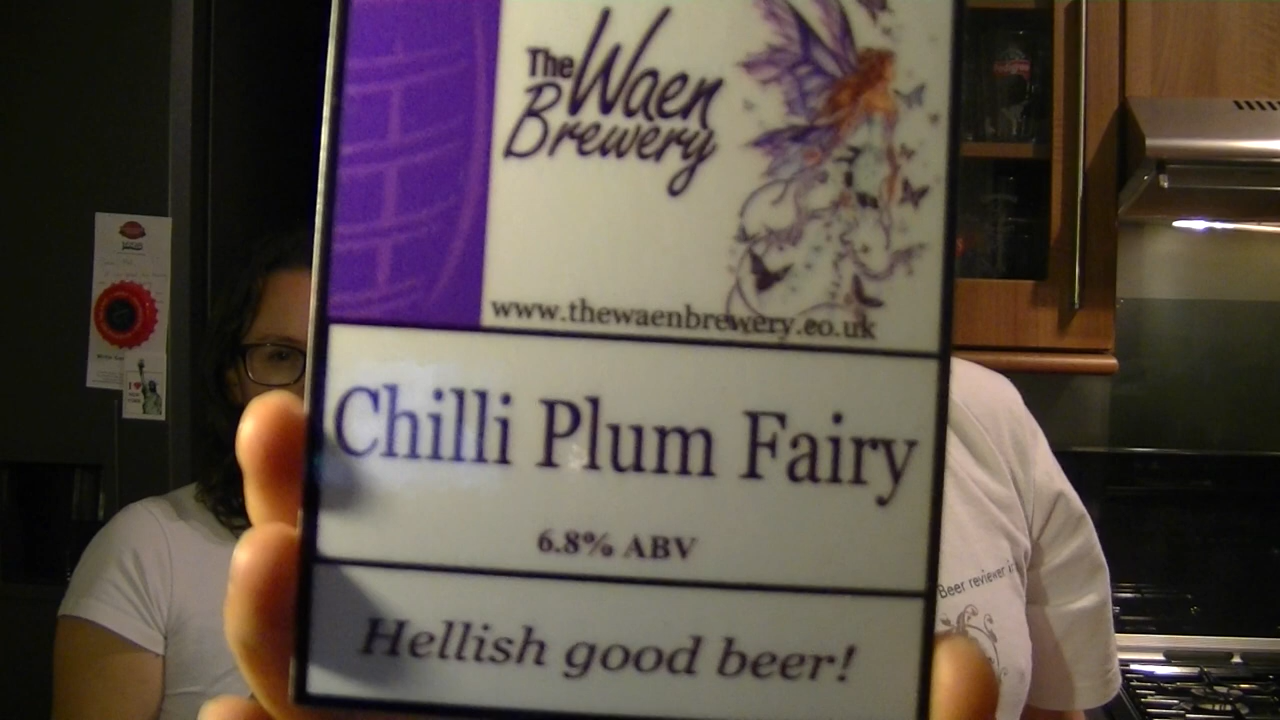 The Waen
Brewery
www.thewaenbrewery.co.uk
Chilli Plum Fairy
6.8% ABV
Hellish good beer!
Beer reviewer
I ♥